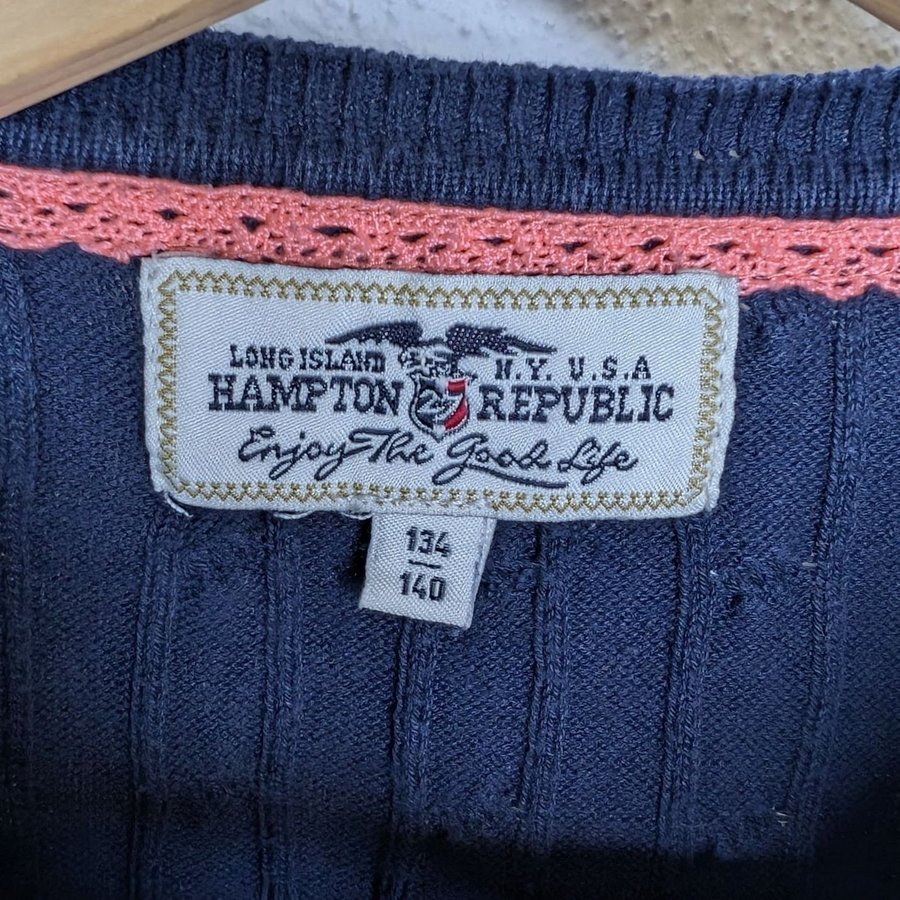 LONG ISLAND N.Y. U.S.A
HAMPTON 27 REPUBLIC
Enjoy The Good Life
134
140